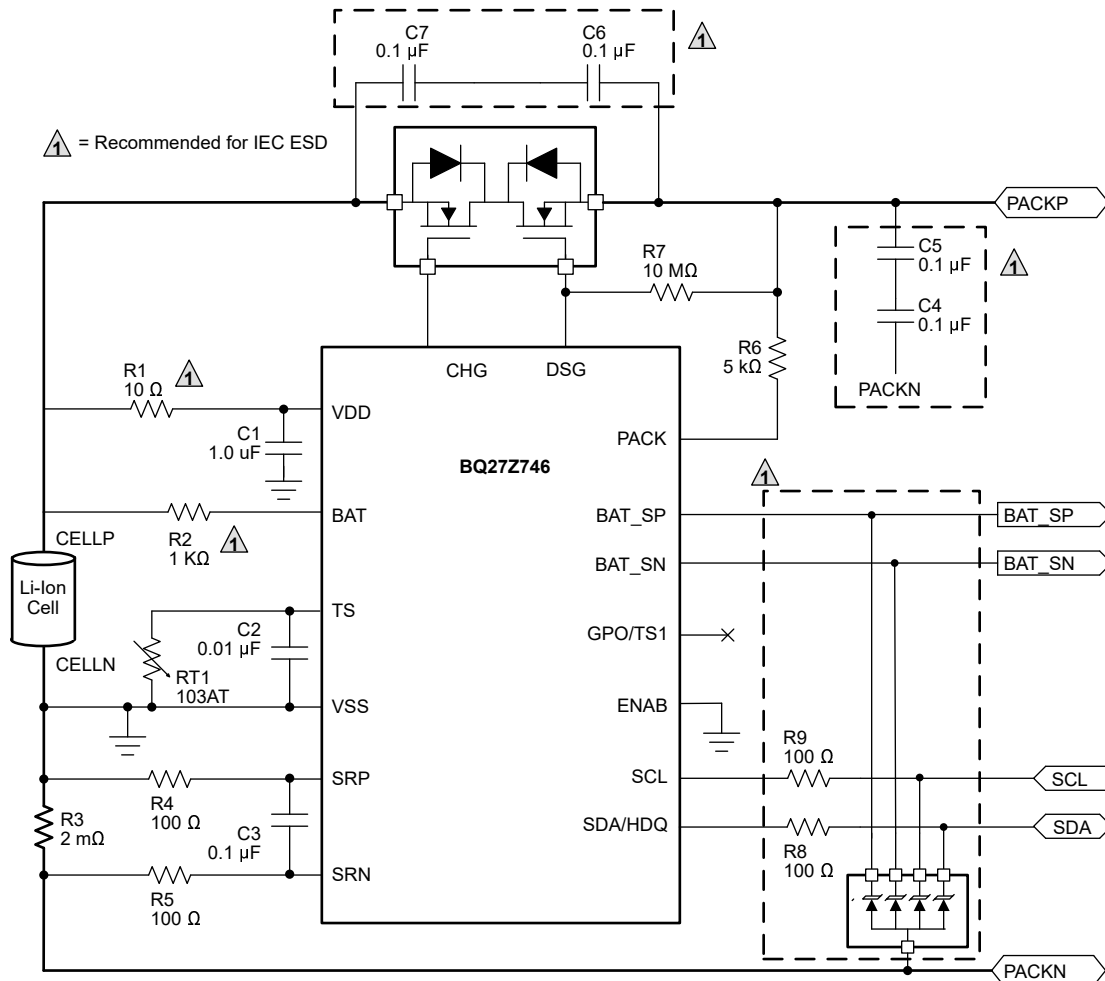 C7
0.1 µF
C6
0.1 µF
1
1 = Recommended for IEC ESD
PACKP
R7
10 MΩ
C5
0.1 µF
1
C4
0.1 µF
PACKN
R6
5 kΩ
CHG
DSG
R1
10 Ω
1
VDD
C1
1.0 uF
PACK
BQ27Z746
1
BAT
R2
1 KΩ
1
CELLP
Li-Ion
Cell
CELLN
BAT_SP
BAT_SP
BAT_SN
BAT_SN
TS
C2
0.01 µF
RT1
103AT
GPO/TS1
VSS
ENAB
R9
100 Ω
SRP
SCL
SCL
R4
100 Ω
R3
2 mΩ
C3
0.1 µF
SDA/HDQ
SDA
R8
100 Ω
SRN
R5
100 Ω
PACKN